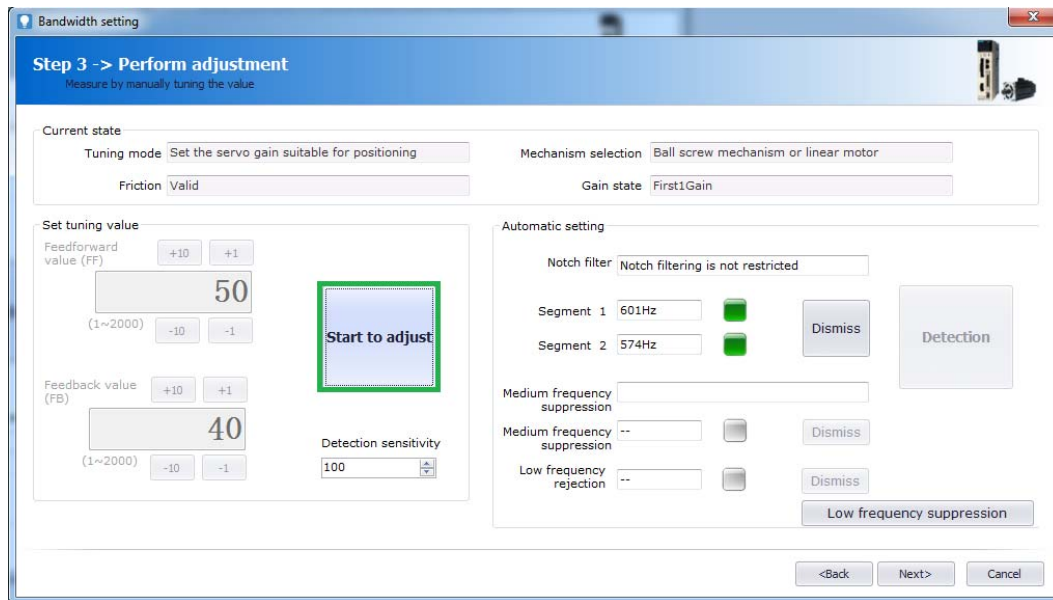 Bandwidth setting
Step 3 -> Perform adjustment
Measure by manually tuning the value
Current state
Tuning mode Set the servo gain suitable for positioning
Mechanism selection Ball screw mechanism or linear motor
Friction Valid
Gain state First1Gain
Set tuning value
Feedforward
value (FF)
+10 +1
50
(1~2000)
-10 -1
Start to adjust
Feedback value
(FB)
+10 +1
40
(1~2000)
-10 -1
Detection sensitivity
100
Automatic setting
Notch filter Notch filtering is not restricted
Segment 1 601Hz
Segment 2 574Hz
Dismiss
Detection
Medium frequency
suppression
Medium frequency
suppression
--
Dismiss
Low frequency
rejection
--
Dismiss
Low frequency suppression
<Back Next> Cancel